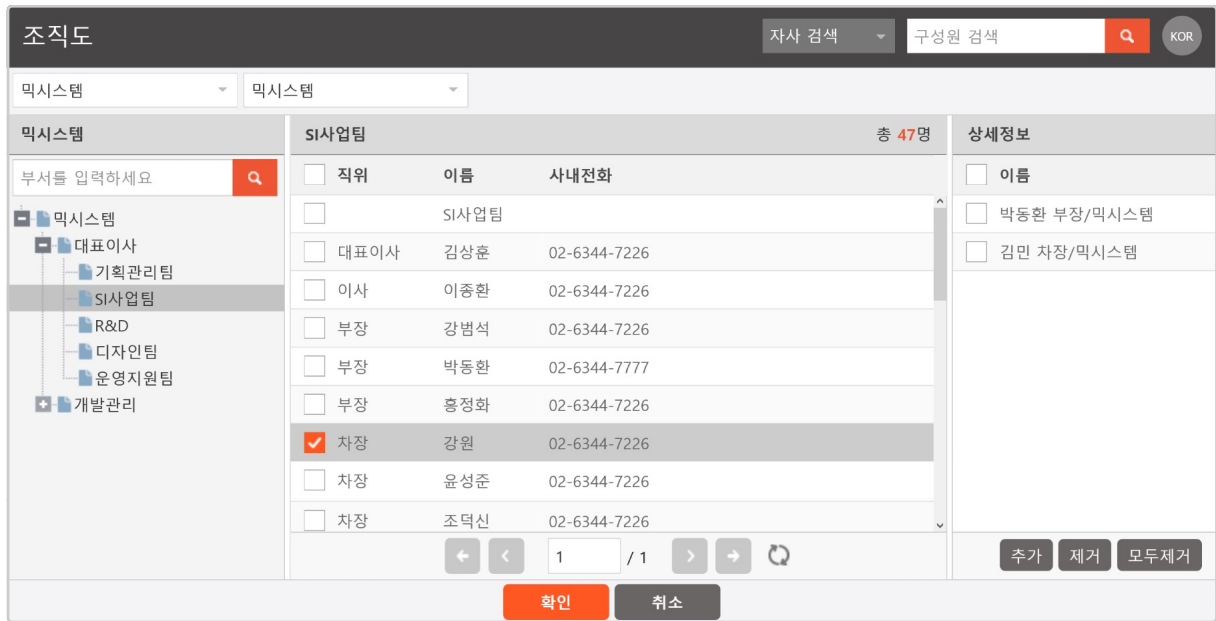 조직도 자사 검색 구성원 검색 KOR
믹시스템 믹시스템
믹시스템
부서를 입력하세요
믹시스템
대표이사
기획관리팀
SI사업팀
R&D
디자인팀
운영지원팀
개발관리
SI사업팀 총 47명
직위 이름 사내전화
SI사업팀
대표이사 김상훈 02-6344-7226
이사 이종환 02-6344-7226
부장 강범석 02-6344-7226
부장 박동환 02-6344-7777
부장 홍정화 02-6344-7226
차장 강원 02-6344-7226
차장 윤성준 02-6344-7226
차장 조덕신 02-6344-7226
1 / 1
상세정보
이름
박동환 부장/믹시스템
김민 차장/믹시스템
추가 제거 모두제거
확인 취소